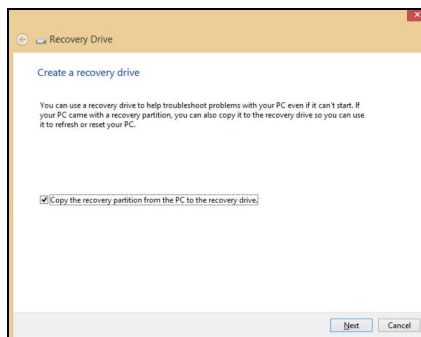 Recovery Drive
Create a recovery drive
You can use a recovery drive to help troubleshoot problems with your PC even if it can't start. If
your PC came with a recovery partition, you can also copy it to the recovery drive so you can use
it to refresh or reset your PC.
Copy the recovery partition from the PC to the recovery drive.
Next Cancel